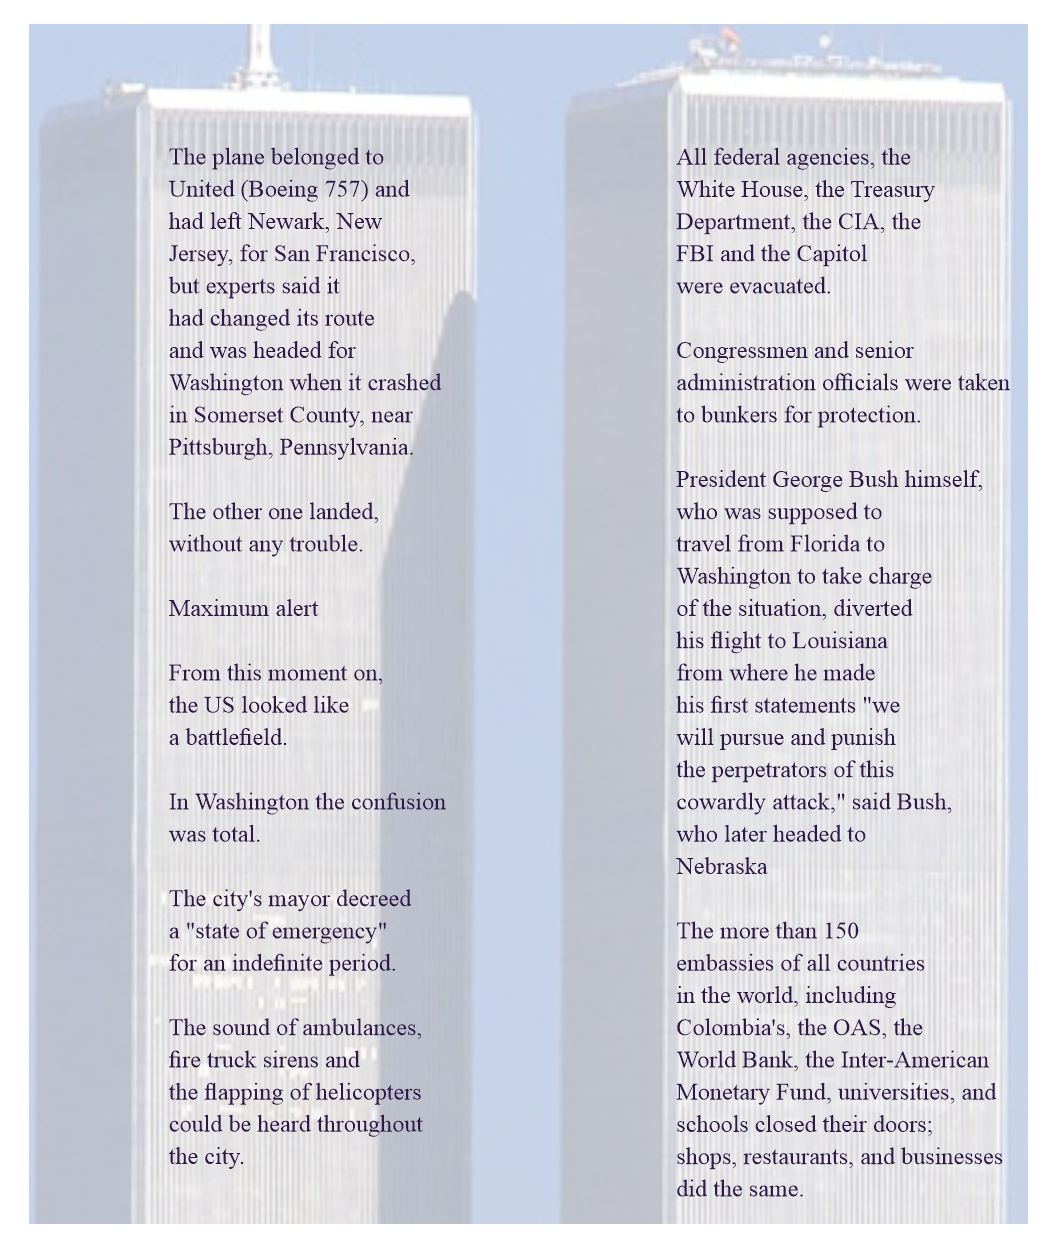 The plane belonged to
United (Boeing 757) and
had left Newark, New
Jersey, for San Francisco,
but experts said it
had changed its route
and was headed for
Washington when it crashed
in Somerset County, near
Pittsburgh, Pennsylvania.
The other one landed,
without any trouble.
Maximum alert
From this moment on,
the US looked like
a battlefield.
In Washington the confusion
was total.
The city's mayor decreed
a "state of emergency"
for an indefinite period.
The sound of ambulances,
fire truck sirens and
the flapping of helicopters
could be heard throughout
the city.
All federal agencies, the
White House, the Treasury
Department, the CIA, the
FBI and the Capitol
were evacuated.
Congressmen and senior
administration officials were taken
to bunkers for protection.
President George Bush himself,
who was supposed to
travel from Florida to
Washington to take charge
of the situation, diverted
his flight to Louisiana
from where he made
his first statements "we
will pursue and punish
the perpetrators of this
cowardly attack," said Bush,
who later headed to
Nebraska
The more than 150
embassies of all countries
in the world, including
Colombia's, the OAS, the
World Bank, the Inter-American
Monetary Fund, universities, and
schools closed their doors;
shops, restaurants, and businesses
did the same.